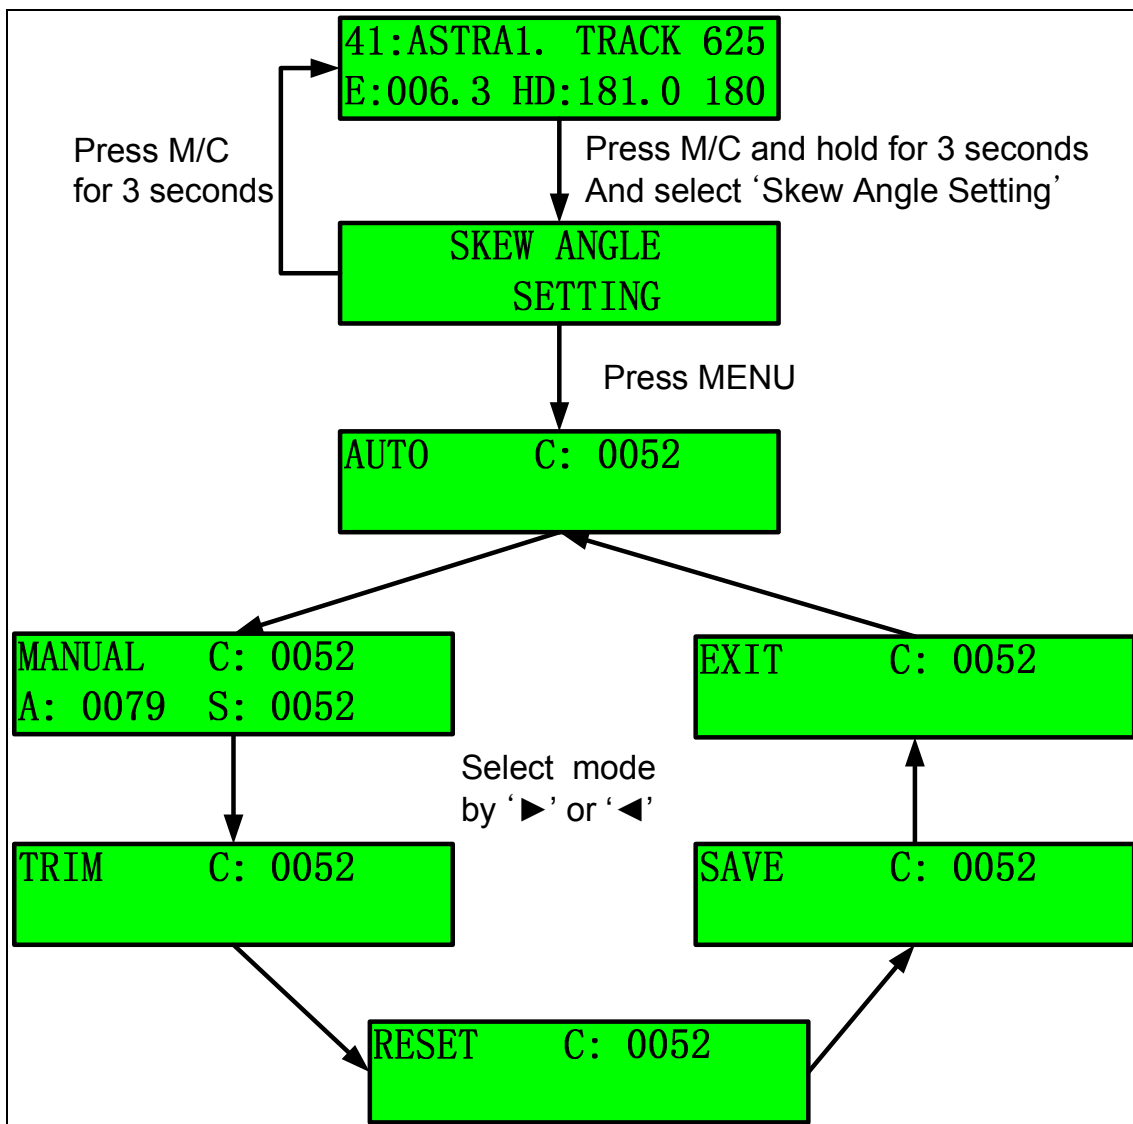 41:ASTRA1. TRACK 625
E:006.3 HD:181.0 180
Press M/C
for 3 seconds
Press M/C and hold for 3 seconds
And select ‘Skew Angle Setting’
SKEW ANGLE
SETTING
Press MENU
AUTO C: 0052
MANUAL C: 0052
A: 0079 S: 0052
EXIT C: 0052
Select mode
by ‘►’ or ‘◄’
TRIM C: 0052
SAVE C: 0052
RESET C: 0052